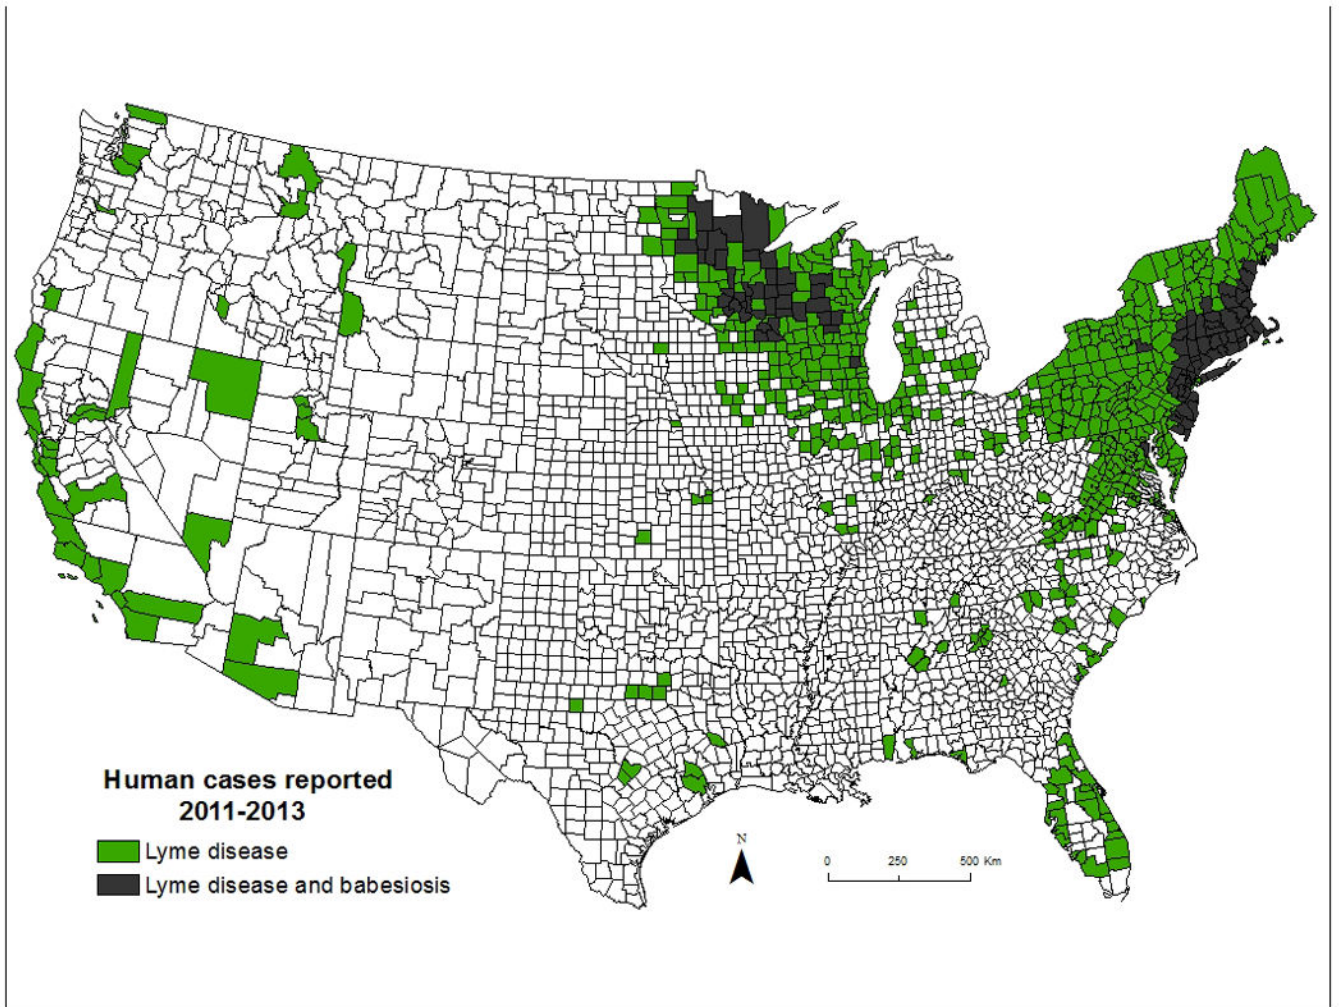 Human cases reported
2011-2013
Lyme disease
Lyme disease and babesiosis
N
0 250 500 Km